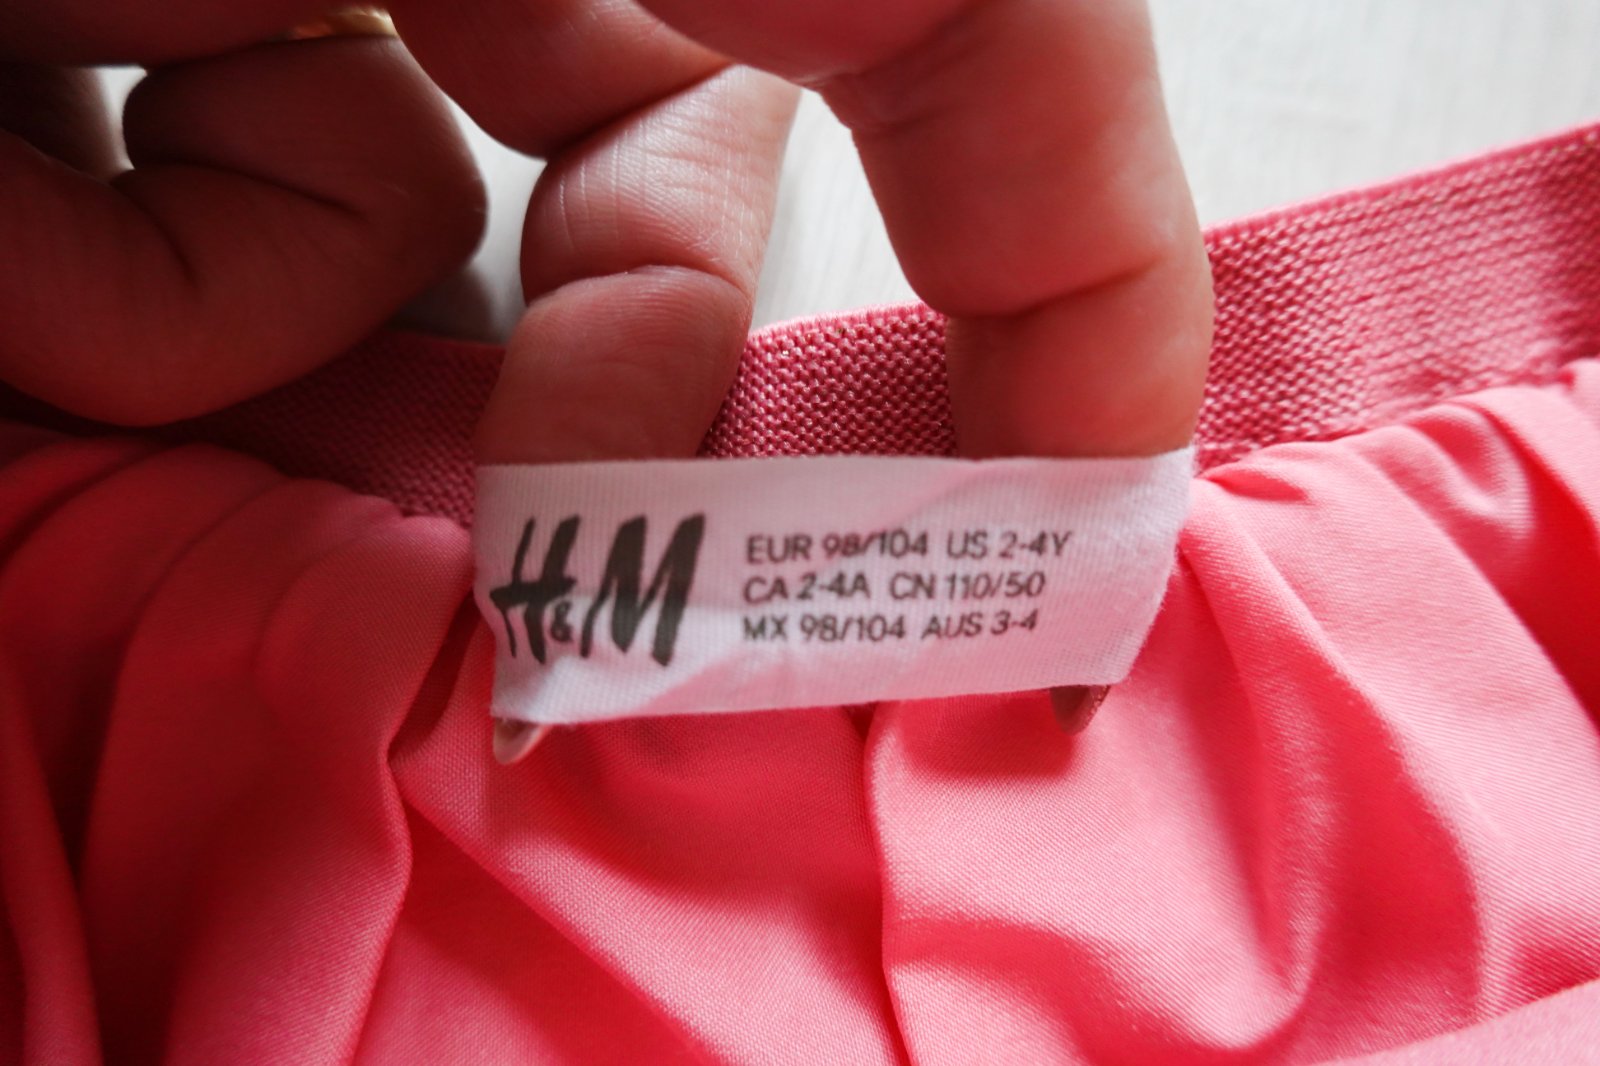 H&M
EUR 98/104 US 2-4Y
CA 2-4A CN 110/50
MX 98/104 AUS 3-4